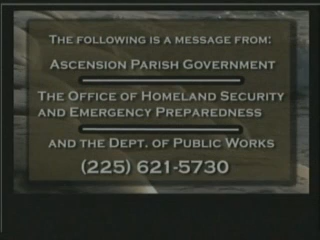 The following is a message from:
Ascension Parish Government
The Office of Homeland Security
and Emergency Preparedness
and the Dept. of Public Works
(225) 621-5730